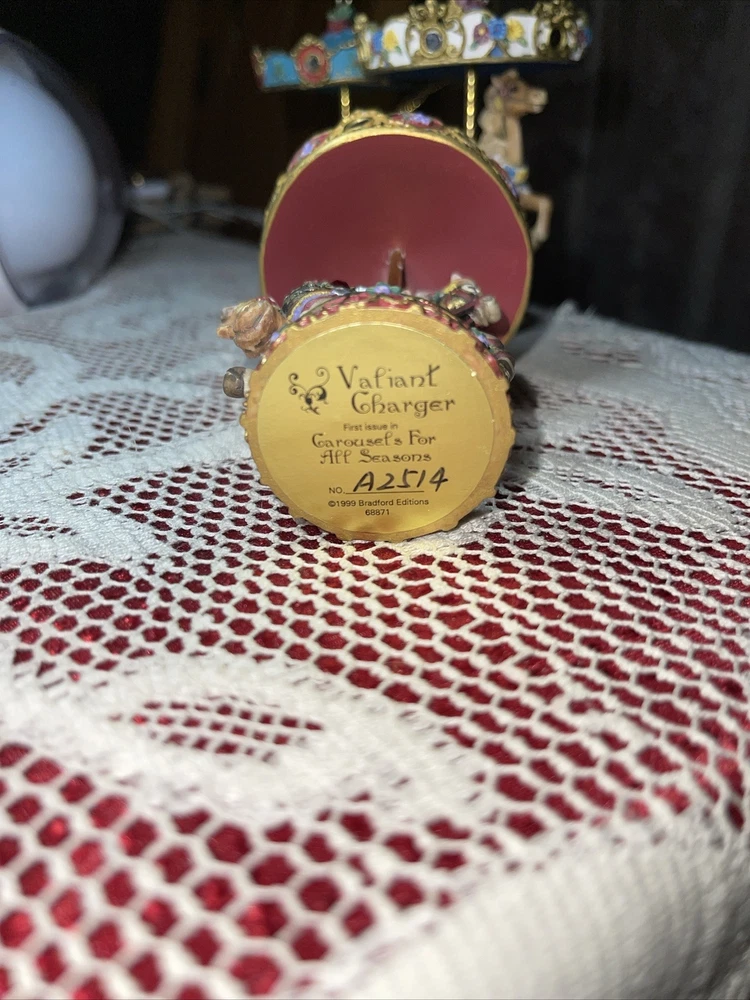 Valiant
Charger
First issue in
Carousels For
All Seasons
NO. A2514
©1999 Bradford Editions
68871